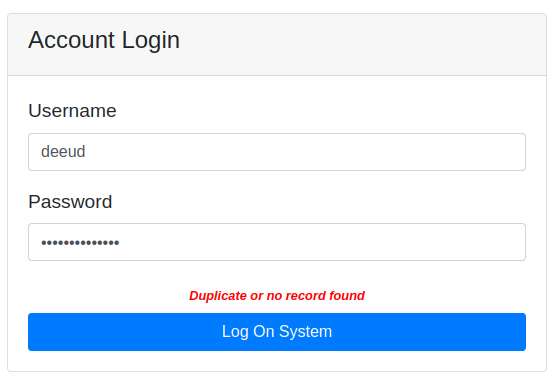 Account Login
Username
deeud
Password
••••••••••••••
Duplicate or no record found
Log On System